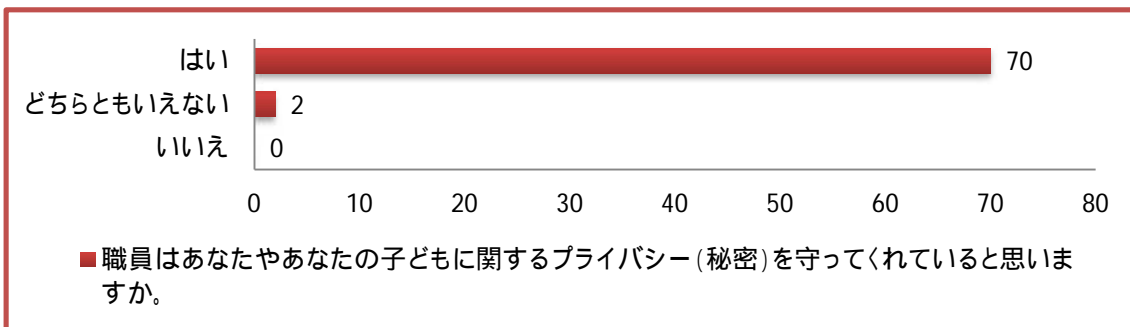 はい 70
どちらともいえない 2
いいえ 0
0 10 20 30 40 50 60 70 80
職員はあなたやあなたの子どもに関するプライバシー(秘密)を守ってくれていると思いま
すか。